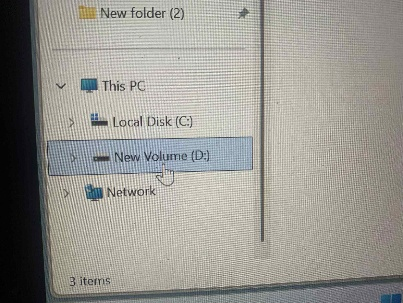 New folder (2)
This PC
Local Disk (C:)
New Volume (D:)
Network
3 items